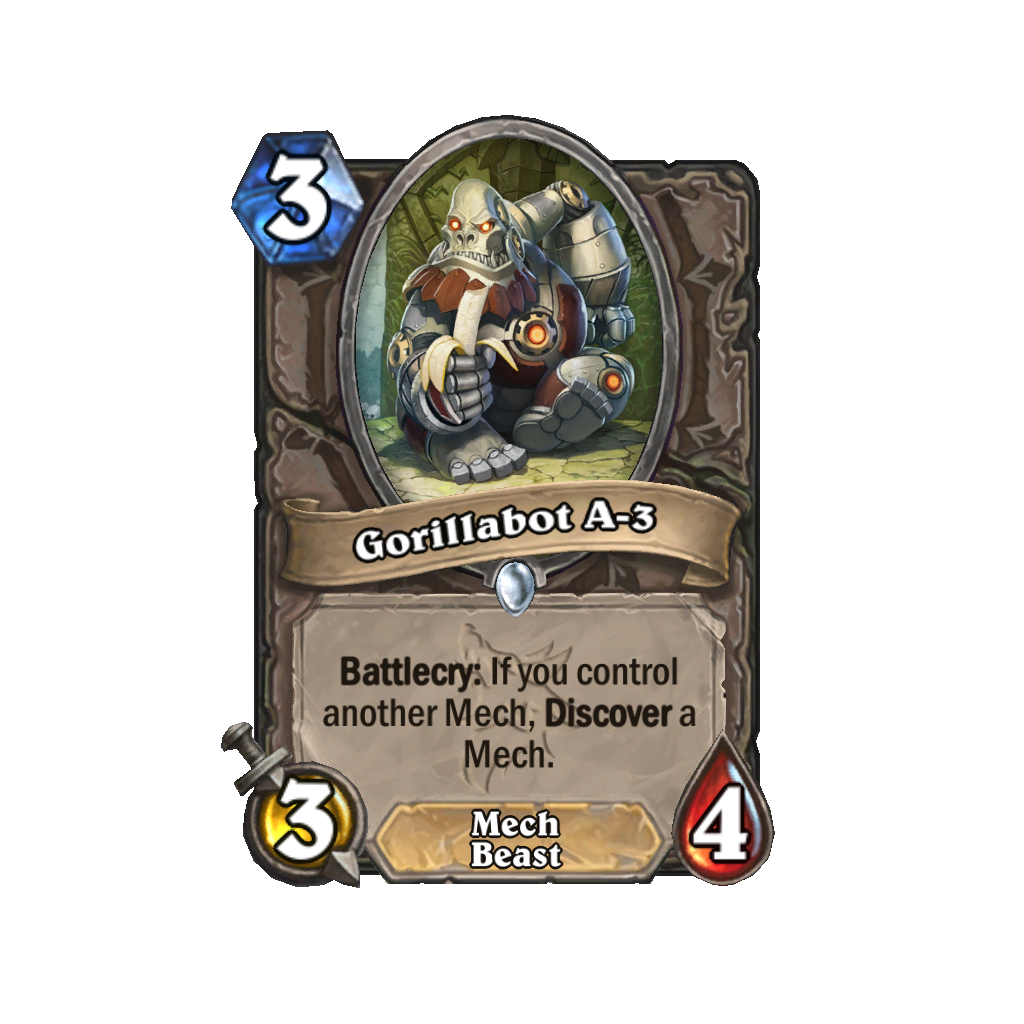 3
Gorillabot A-3
Battlecry: If you control
another Mech, Discover a
Mech.
3
Mech
Beast
4